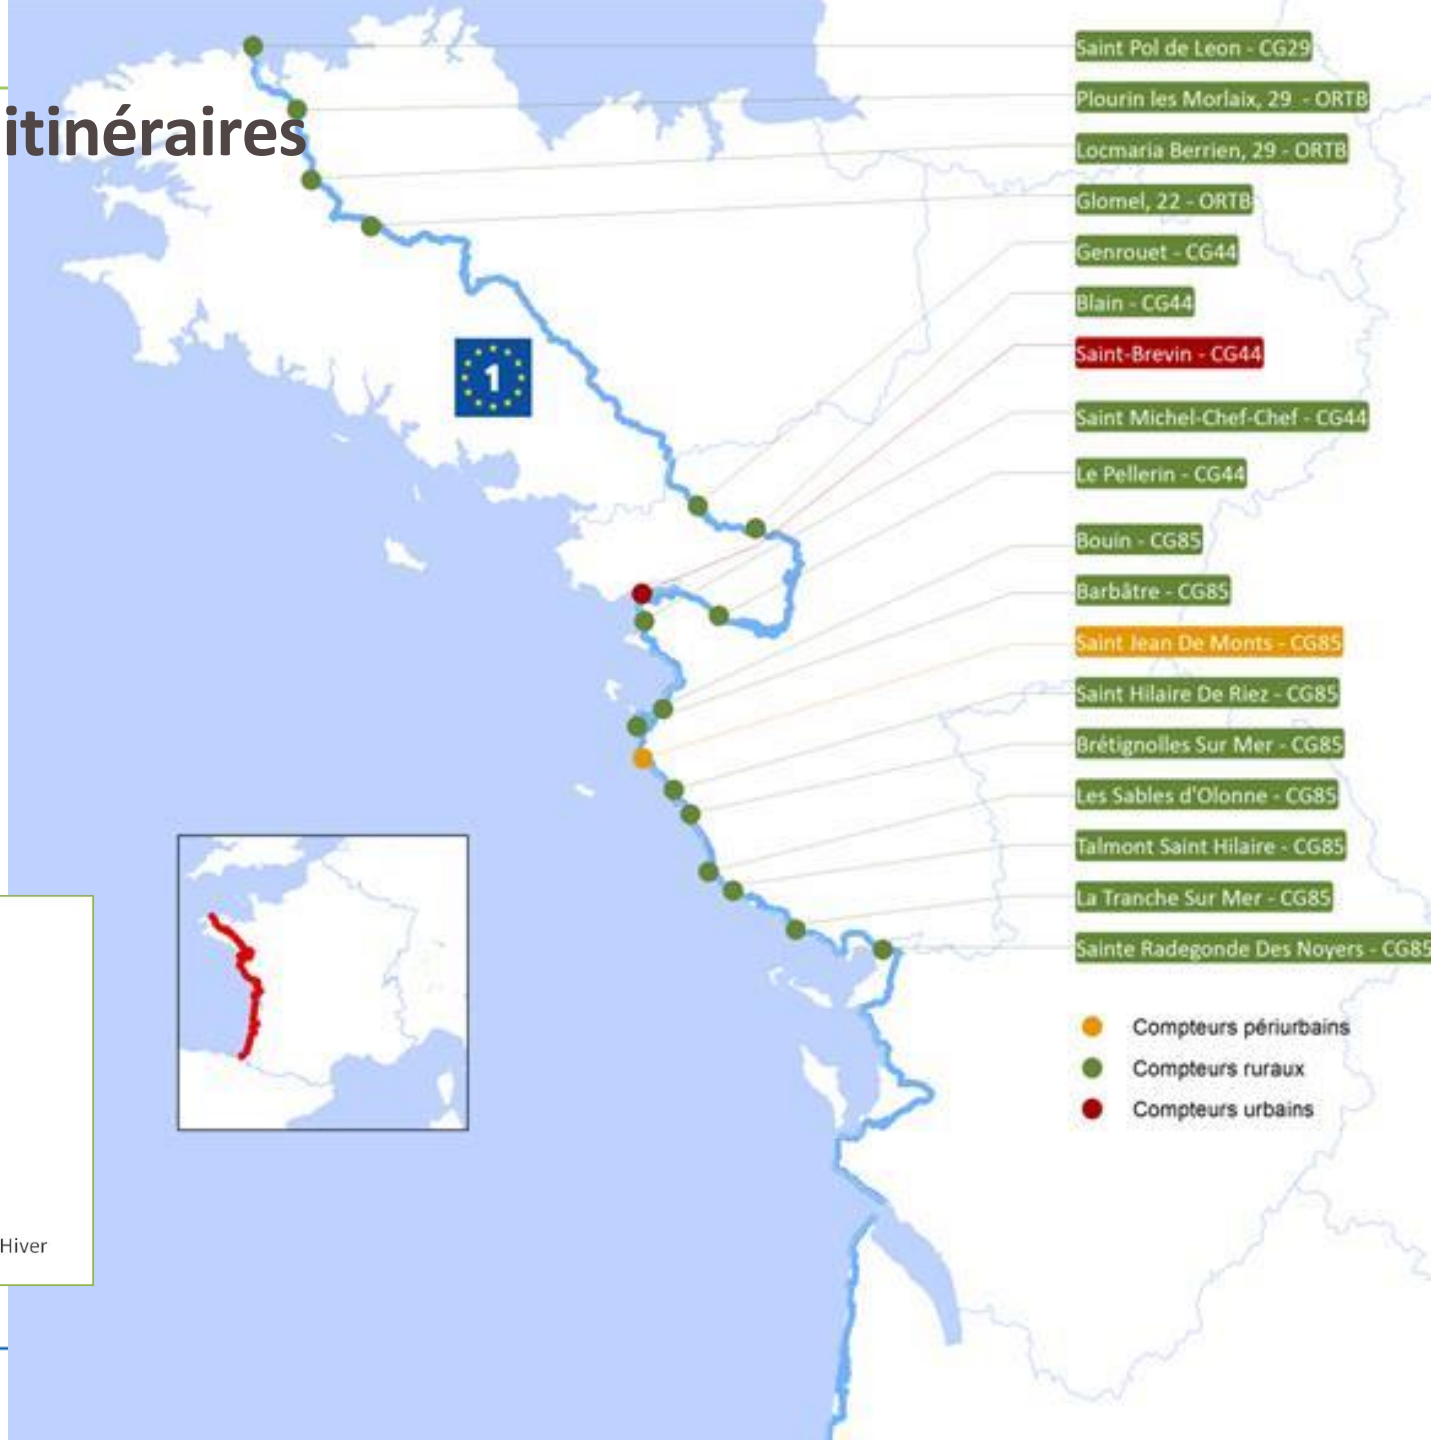 itinéraires
Saint Pol de Leon - CG29
Plourin les Morlaix, 29 - ORTB
Locmaria Berrien, 29 - ORTB
Glomel, 22 - ORTB
Genrouet - CG44
Blain - CG44
Saint-Brevin - CG44
Saint Michel-Chef-Chef - CG44
Le Pellerin - CG44
Bouin - CG85
Barbâtre - CG85
Saint Jean De Monts - CG85
Saint Hilaire De Riez - CG85
Brétignolles Sur Mer - CG85
Les Sables d'Olonne - CG85
Talmont Saint Hilaire - CG85
La Tranche Sur Mer - CG85
Sainte Radegonde Des Noyers - CG85
1
Compteurs périurbains
Compteurs ruraux
Compteurs urbains
Hiver